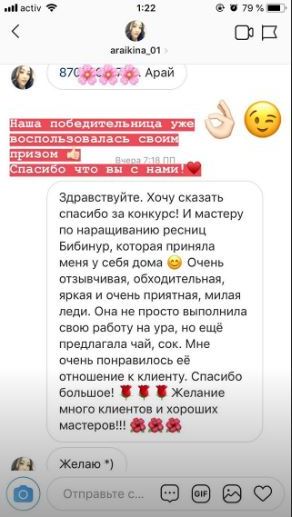 activ
1:22
79 %
araikina_01
Арай
Наша победительница уже
воспользовалась своим
призом 👍🏻
Вчера 7:18 ПП
Спасибо что вы с нами!❤️
Здравствуйте. Хочу сказать
спасибо за конкурс! И мастеру
по наращиванию ресниц
Бибинур, которая приняла
меня у себя дома 😊 Очень
отзывчивая, обходительная,
яркая и очень приятная, милая
леди. Она не просто выполнила
свою работу на ура, но ещё
предлагала чай, сок. Мне
очень понравилось её
отношение к клиенту. Спасибо
большое! 🌹🌹🌹 Желание
много клиентов и хороших
мастеров!!! 🌺🌺🌺
Желаю *)
Отправьте с...
GIF